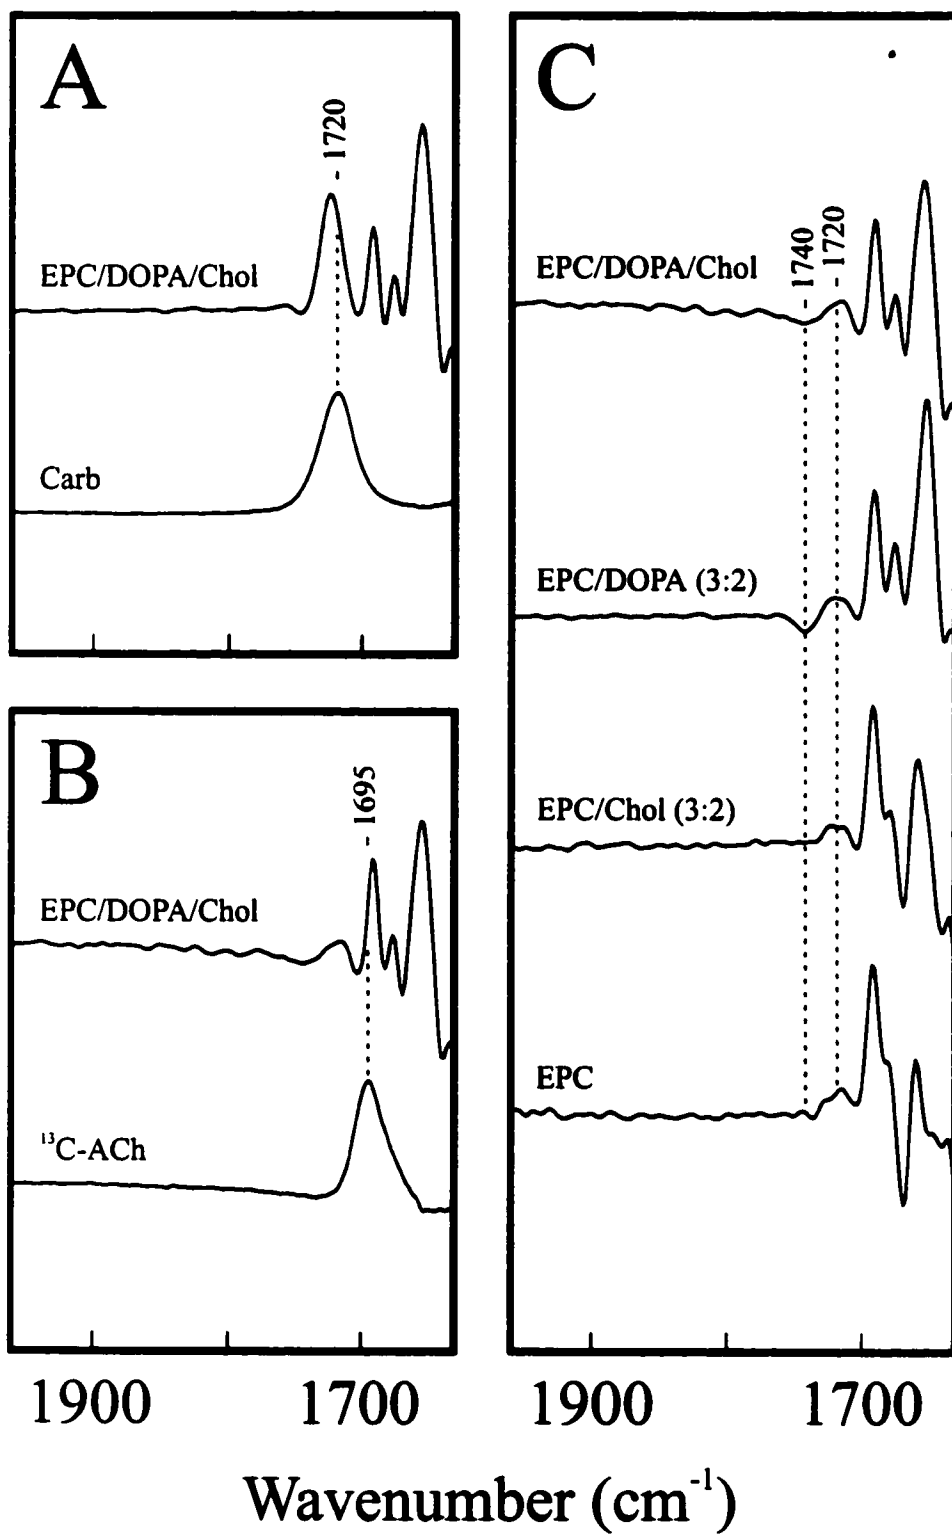 A
1720
EPC/DOPA/Chol
Carb
B
1695
EPC/DOPA/Chol
¹³C-ACh
1900 1700
C
1740
1720
EPC/DOPA/Chol
EPC/DOPA (3:2)
EPC/Chol (3:2)
EPC
1900 1700
Wavenumber (cm⁻¹)